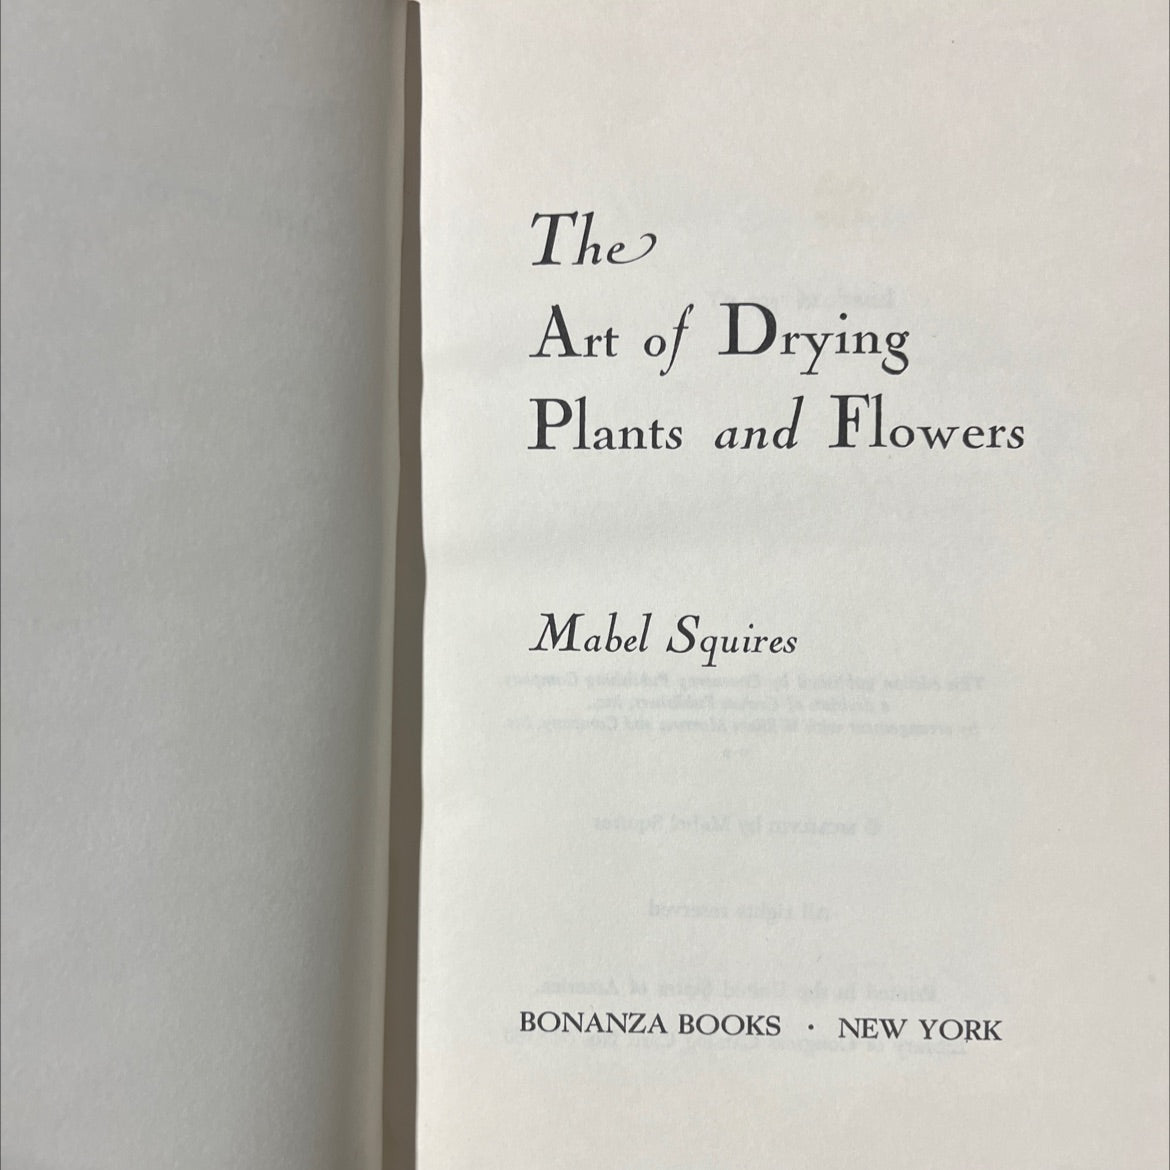 The
Art of Drying
Plants and Flowers
Mabel Squires
BONANZA BOOKS · NEW YORK